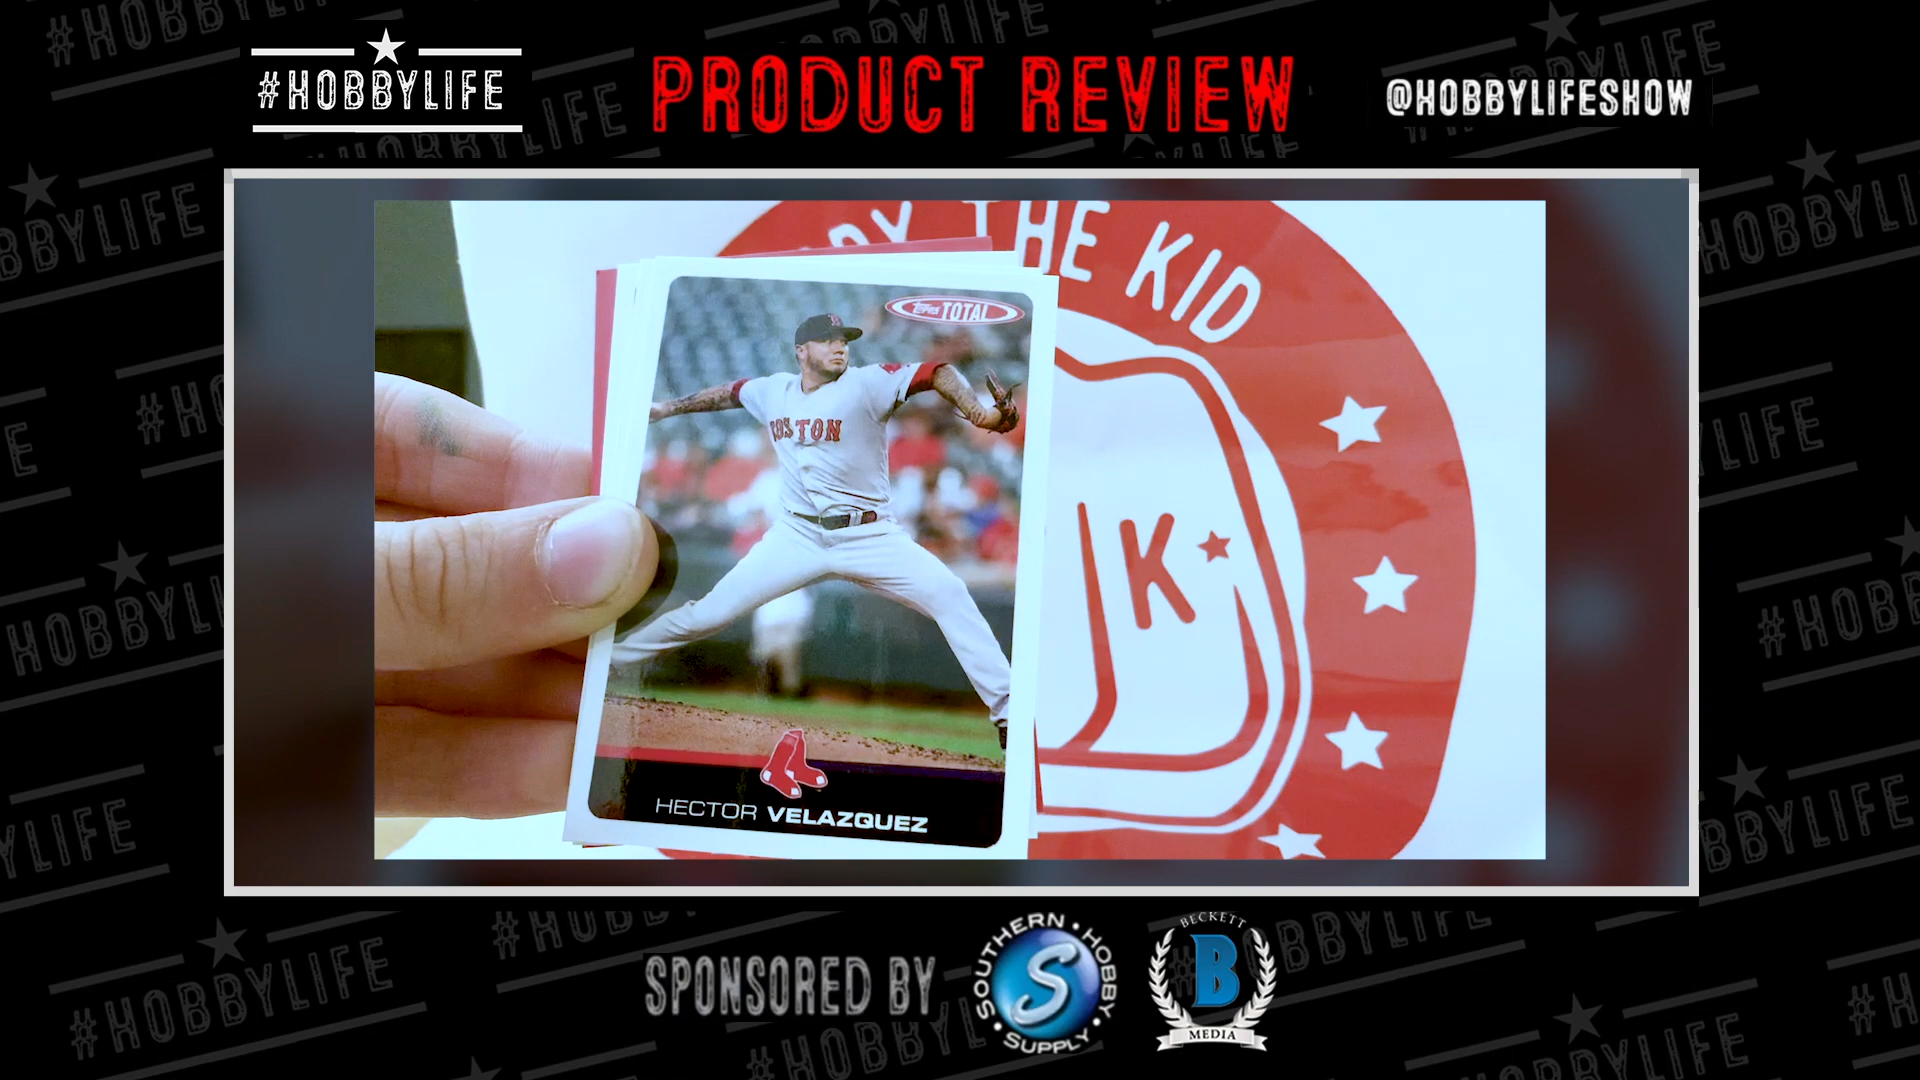 #HOBBYLIFE
PRODUCT REVIEW
@HOBBYLIFESHOW
THE KID
K
Topps TOTAL
BOSTON
HECTOR VELAZQUEZ
SPONSORED BY
SOUTHERN • HOBBY • SUPPLY •
S
BECKETT
B
MEDIA
#HOBBYLIFE
#HOBBYLIFE